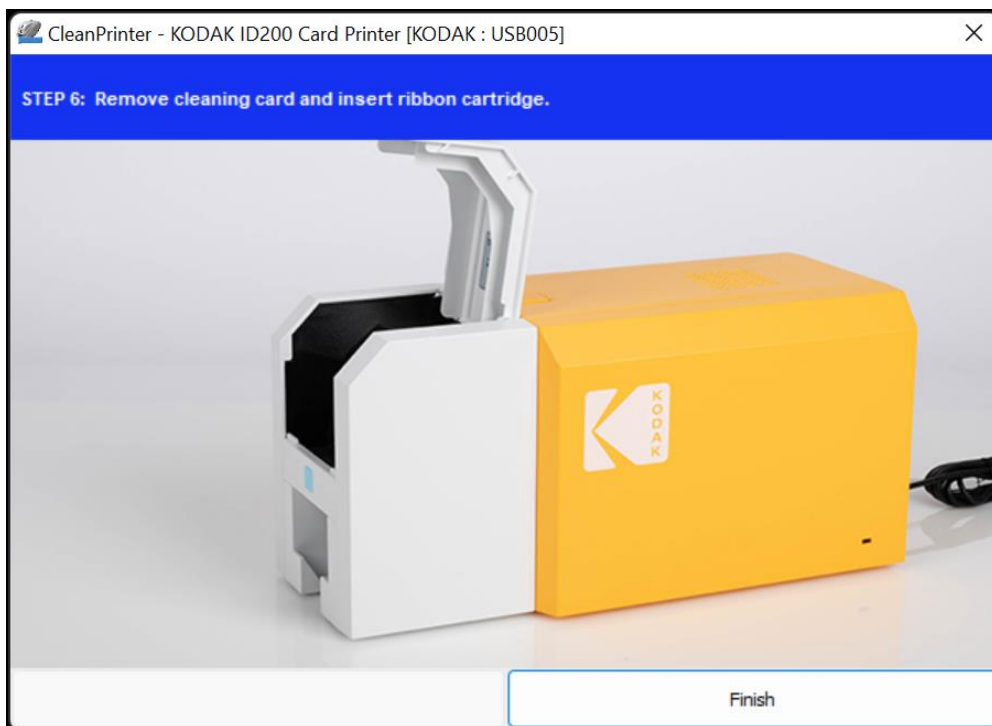 CleanPrinter - KODAK ID200 Card Printer [KODAK : USB005]
STEP 6: Remove cleaning card and insert ribbon cartridge.
KODAK
Finish